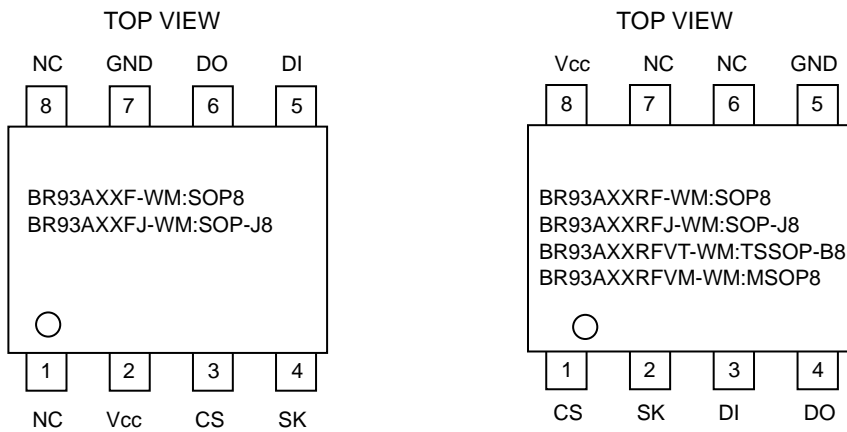 TOP VIEW
NC GND DO DI
8 7 6 5
BR93AXXF-WM:SOP8
BR93AXXFJ-WM:SOP-J8
1 2 3 4
NC Vcc CS SK
TOP VIEW
Vcc NC NC GND
8 7 6 5
BR93AXXRF-WM:SOP8
BR93AXXRFJ-WM:SOP-J8
BR93AXXRFVT-WM:TSSOP-B8
BR93AXXRFVM-WM:MSOP8
1 2 3 4
CS SK DI DO